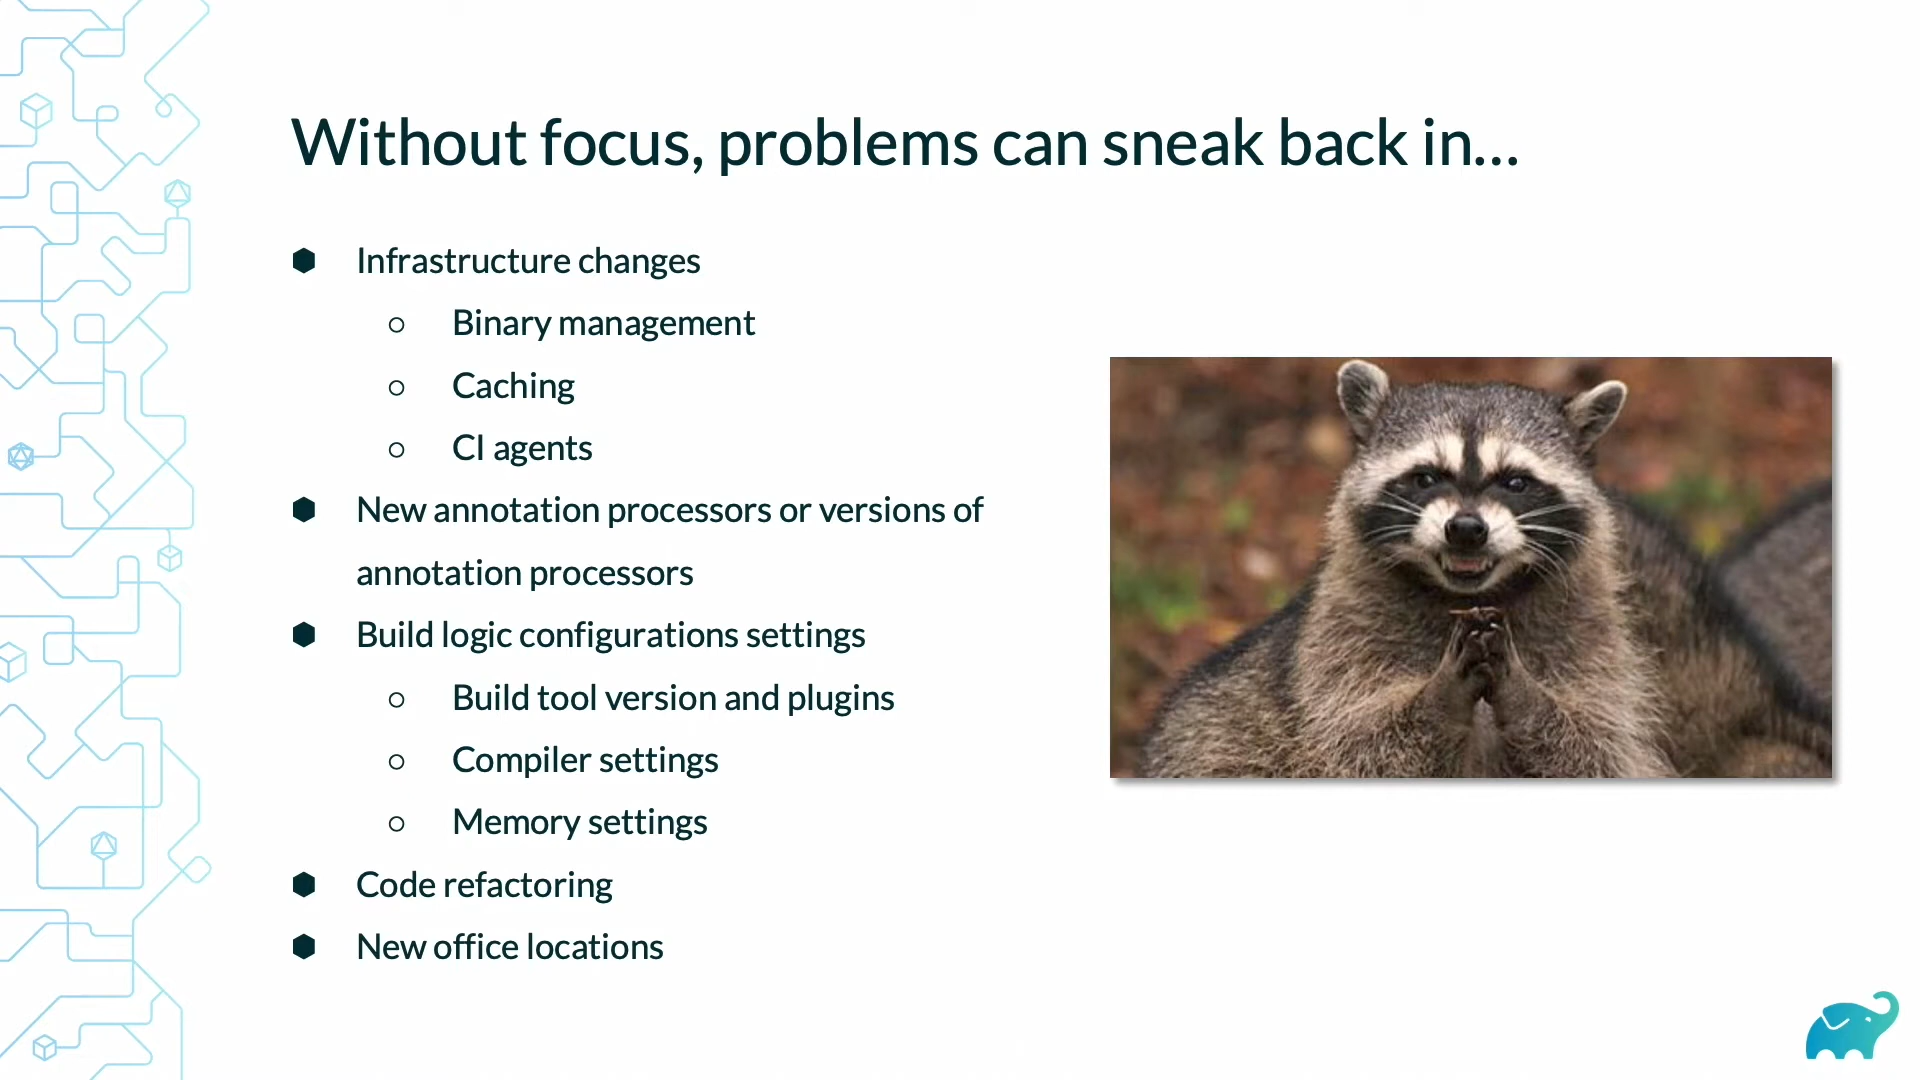 Without focus, problems can sneak back in...
Infrastructure changes
Binary management
Caching
CI agents
New annotation processors or versions of
annotation processors
Build logic configurations settings
Build tool version and plugins
Compiler settings
Memory settings
Code refactoring
New office locations